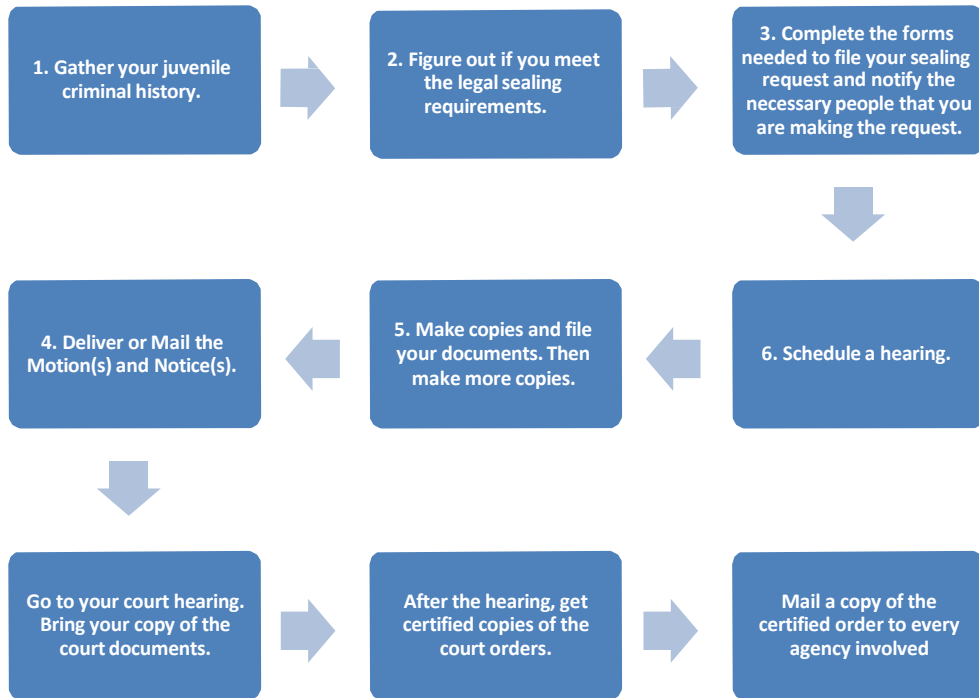 1. Gather your juvenile
criminal history.
2. Figure out if you meet
the legal sealing
requirements.
3. Complete the forms
needed to file your sealing
request and notify the
necessary people that you
are making the request.
6. Schedule a hearing.
5. Make copies and file
your documents. Then
make more copies.
4. Deliver or Mail the
Motion(s) and Notice(s).
Go to your court hearing.
Bring your copy of the
court documents.
After the hearing, get
certified copies of the
court orders.
Mail a copy of the
certified order to every
agency involved